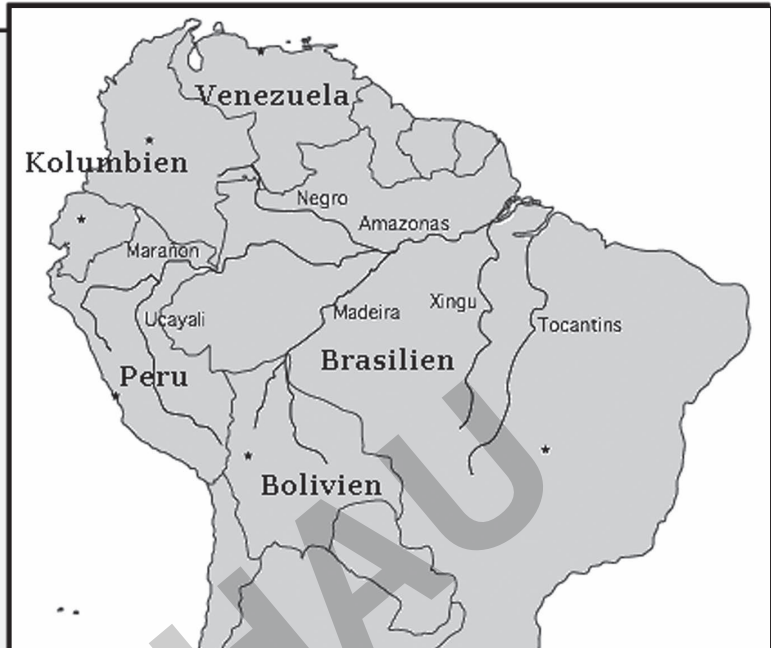 Venezuela
Kolumbien
Negro
Amazonas
Marañon
Ucayali
Madeira
Xingu
Tocantins
Brasilien
Peru
Bolivien
HAU